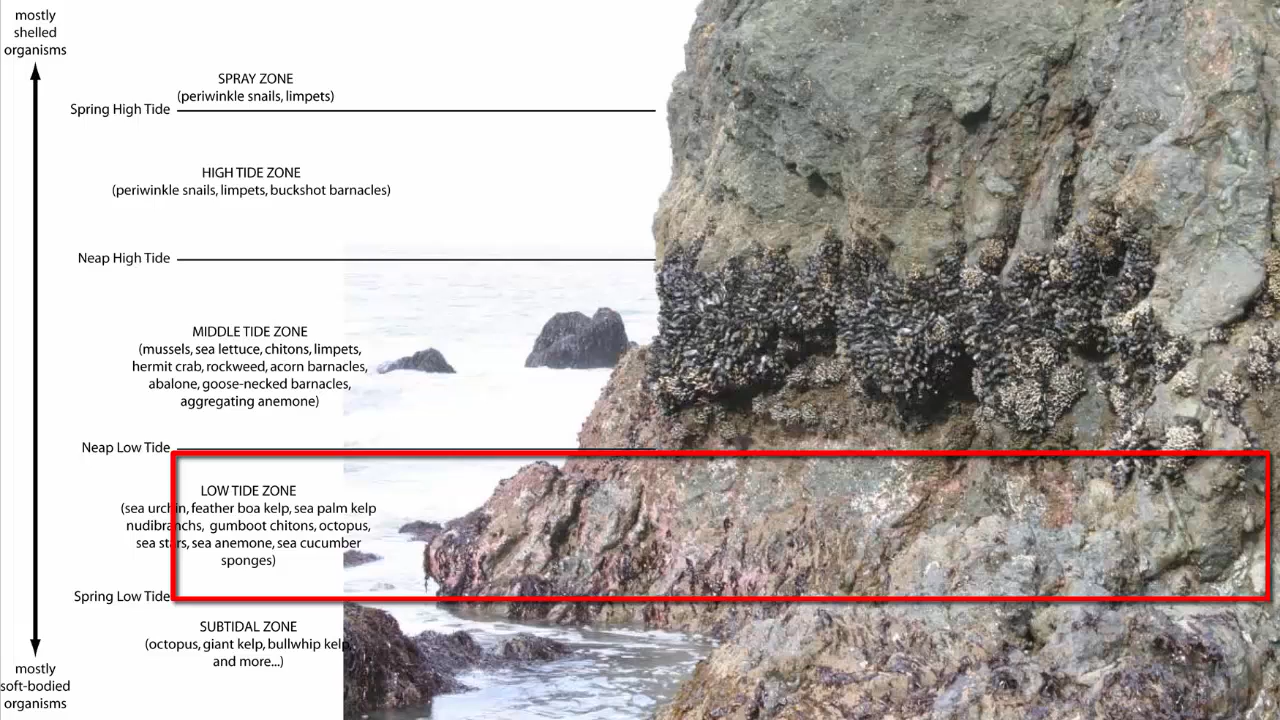 mostly
shelled
organisms
SPRAY ZONE
(periwinkle snails, limpets)
Spring High Tide
HIGH TIDE ZONE
(periwinkle snails, limpets, buckshot barnacles)
Neap High Tide
MIDDLE TIDE ZONE
(mussels, sea lettuce, chitons, limpets,
hermit crab, rockweed, acorn barnacles,
abalone, goose-necked barnacles,
aggregating anemone)
Neap Low Tide
LOW TIDE ZONE
(sea urchin, feather boa kelp, sea palm kelp
nudibranchs, gumboot chitons, octopus,
sea stars, sea anemone, sea cucumber
sponges)
Spring Low Tide
SUBTIDAL ZONE
(octopus, giant kelp, bullwhip kelp
and more...)
mostly
soft-bodied
organisms